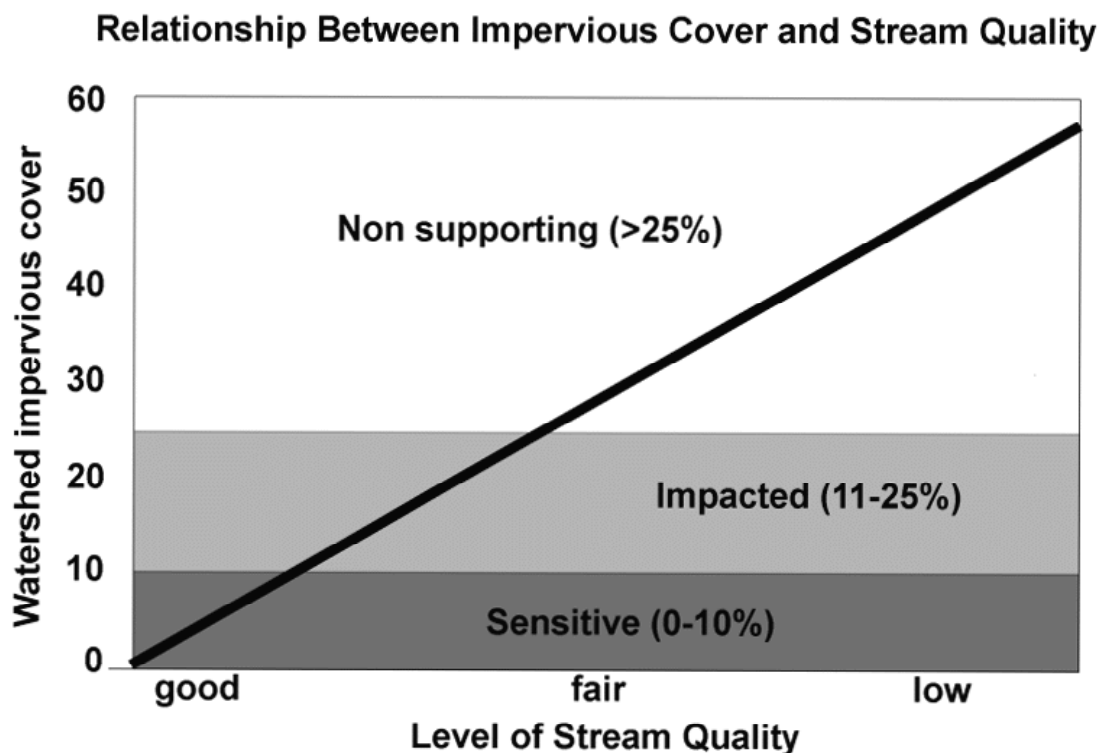 Relationship Between Impervious Cover and Stream Quality
Watershed impervious cover
60
50
40
30
20
10
0
Non supporting (>25%)
Impacted (11-25%)
Sensitive (0-10%)
good fair low
Level of Stream Quality